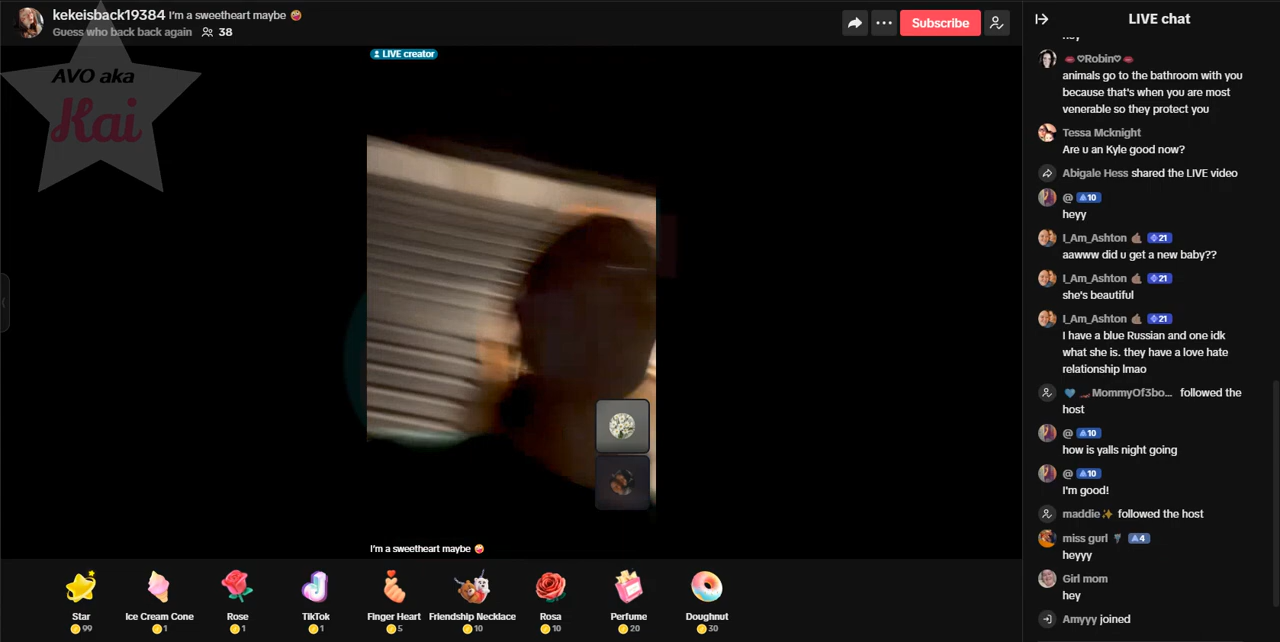 kekeisback19384 I'm a sweetheart maybe 🥰
Guess who back back again 38
Subscribe
LIVE chat
LIVE creator
AVO aka
Kai
♡Robin♡
animals go to the bathroom with you
because that's when you are most
venerable so they protect you
Tessa Mcknight
Are u an Kyle good now?
Abigale Hess shared the LIVE video
@ 10
heyy
I_Am_Ashton 21
aawww did u get a new baby??
I_Am_Ashton 21
she's beautiful
I_Am_Ashton 21
I have a blue Russian and one idk
what she is. they have a love hate
relationship lmao
MommyOf3bo... followed the
host
@ 10
how is yalls night going
@ 10
I'm good!
maddie✨ followed the host
miss gurl 4
heyyy
Girl mom
hey
Amyyy joined
I'm a sweetheart maybe 🥰
Star
99
Ice Cream Cone
1
Rose
1
TikTok
1
Finger Heart
5
Friendship Necklace
10
Rosa
10
Perfume
20
Doughnut
30